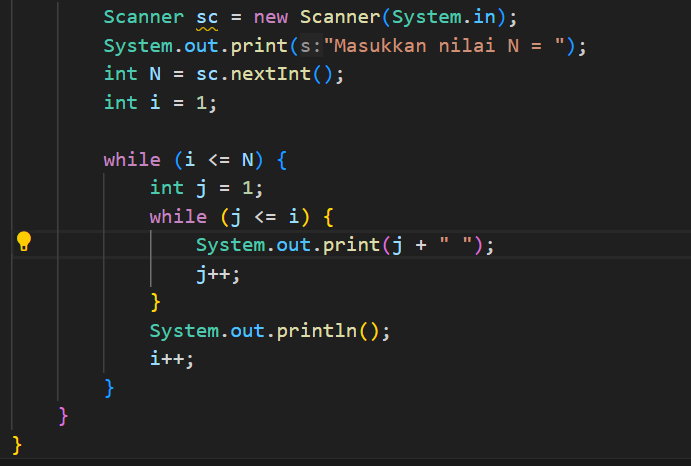 Scanner sc = new Scanner(System.in);
System.out.print(s:"Masukkan nilai N = ");
int N = sc.nextInt();
int i = 1;
while (i <= N) {
int j = 1;
while (j <= i) {
System.out.print(j + " ");
j++;
}
System.out.println();
i++;
}
}
}